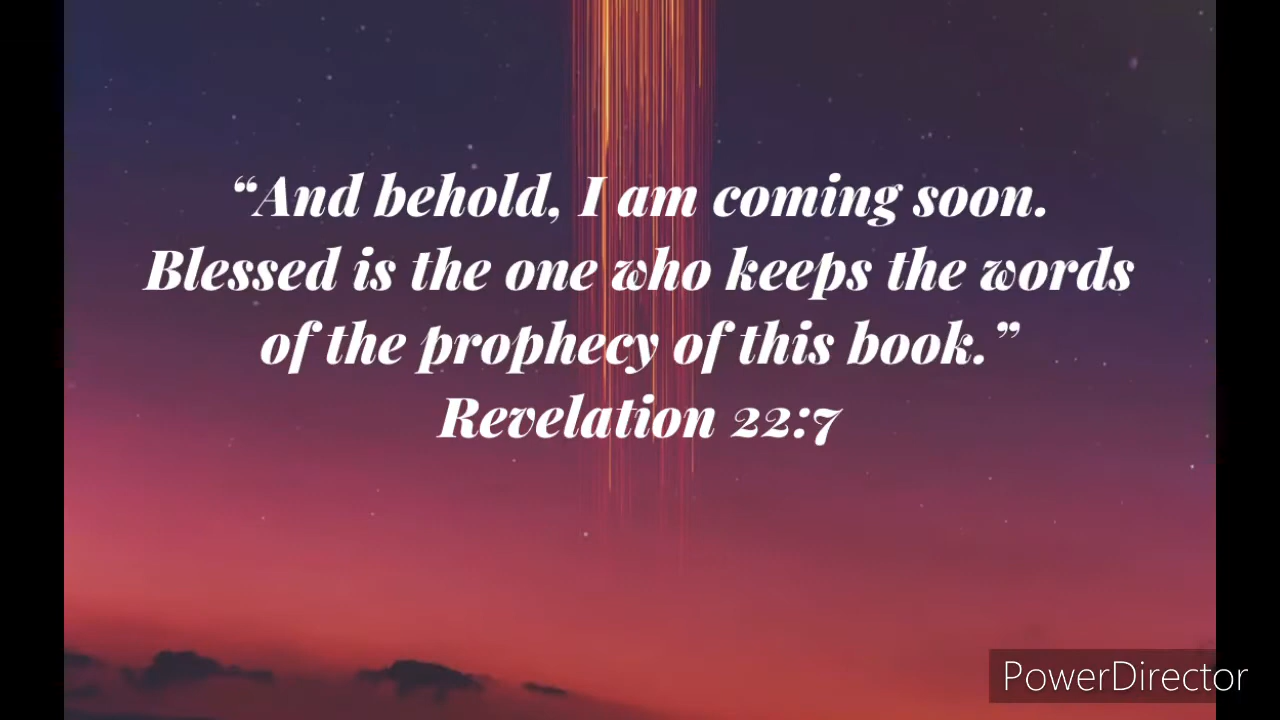 “And behold, I am coming soon.
Blessed is the one who keeps the words
of the prophecy of this book.”
Revelation 22:7
PowerDirector